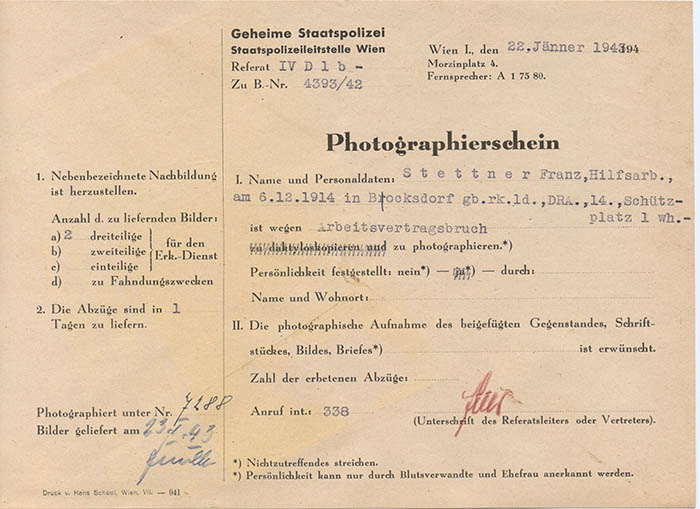 Geheime Staatspolizei
Staatspolizeileitstelle Wien
Referat IV D 1 b -
Zu B.-Nr. 4393/42
Wien I., den 22. Jänner 1943 194
Morzinplatz 4.
Fernsprecher: A 1 75 80.
Photographierschein
1. Nebenbezeichnete Nachbildung
ist herzustellen.
Anzahl d. zu liefernden Bilder:
a) 2 dreiteilige
b) zweiteilige
c) einteilige
für den
Erk.-Dienst
d) zu Fahndungszwecken
2. Die Abzüge sind in 1
Tagen zu liefern.
Photographiert unter Nr. 7288
Bilder geliefert am 23.I.43
I. Name und Personaldaten: Stettner Franz,Hilfsarb.,
am 6.12.1914 in Brocksdorf gb.rk.ld.,DRA.,14.,Schütz-
platz 1 wh.-
ist wegen Arbeitsvertragsbruch
zu daktyloskopieren und zu photographieren.*)
Persönlichkeit festgestellt: nein*) — ja*) — durch:
Name und Wohnort:
II. Die photographische Aufnahme des beigefügten Gegenstandes, Schrift-
stückes, Bildes, Briefes*) ist erwünscht.
Zahl der erbetenen Abzüge:
Anruf int.: 338
(Unterschrift des Referatsleiters oder Vertreters).
*) Nichtzutreffendes streichen.
*) Persönlichkeit kann nur durch Blutsverwandte und Ehefrau anerkannt werden.
Druck v. Hans Schedl, Wien, VII. — 941